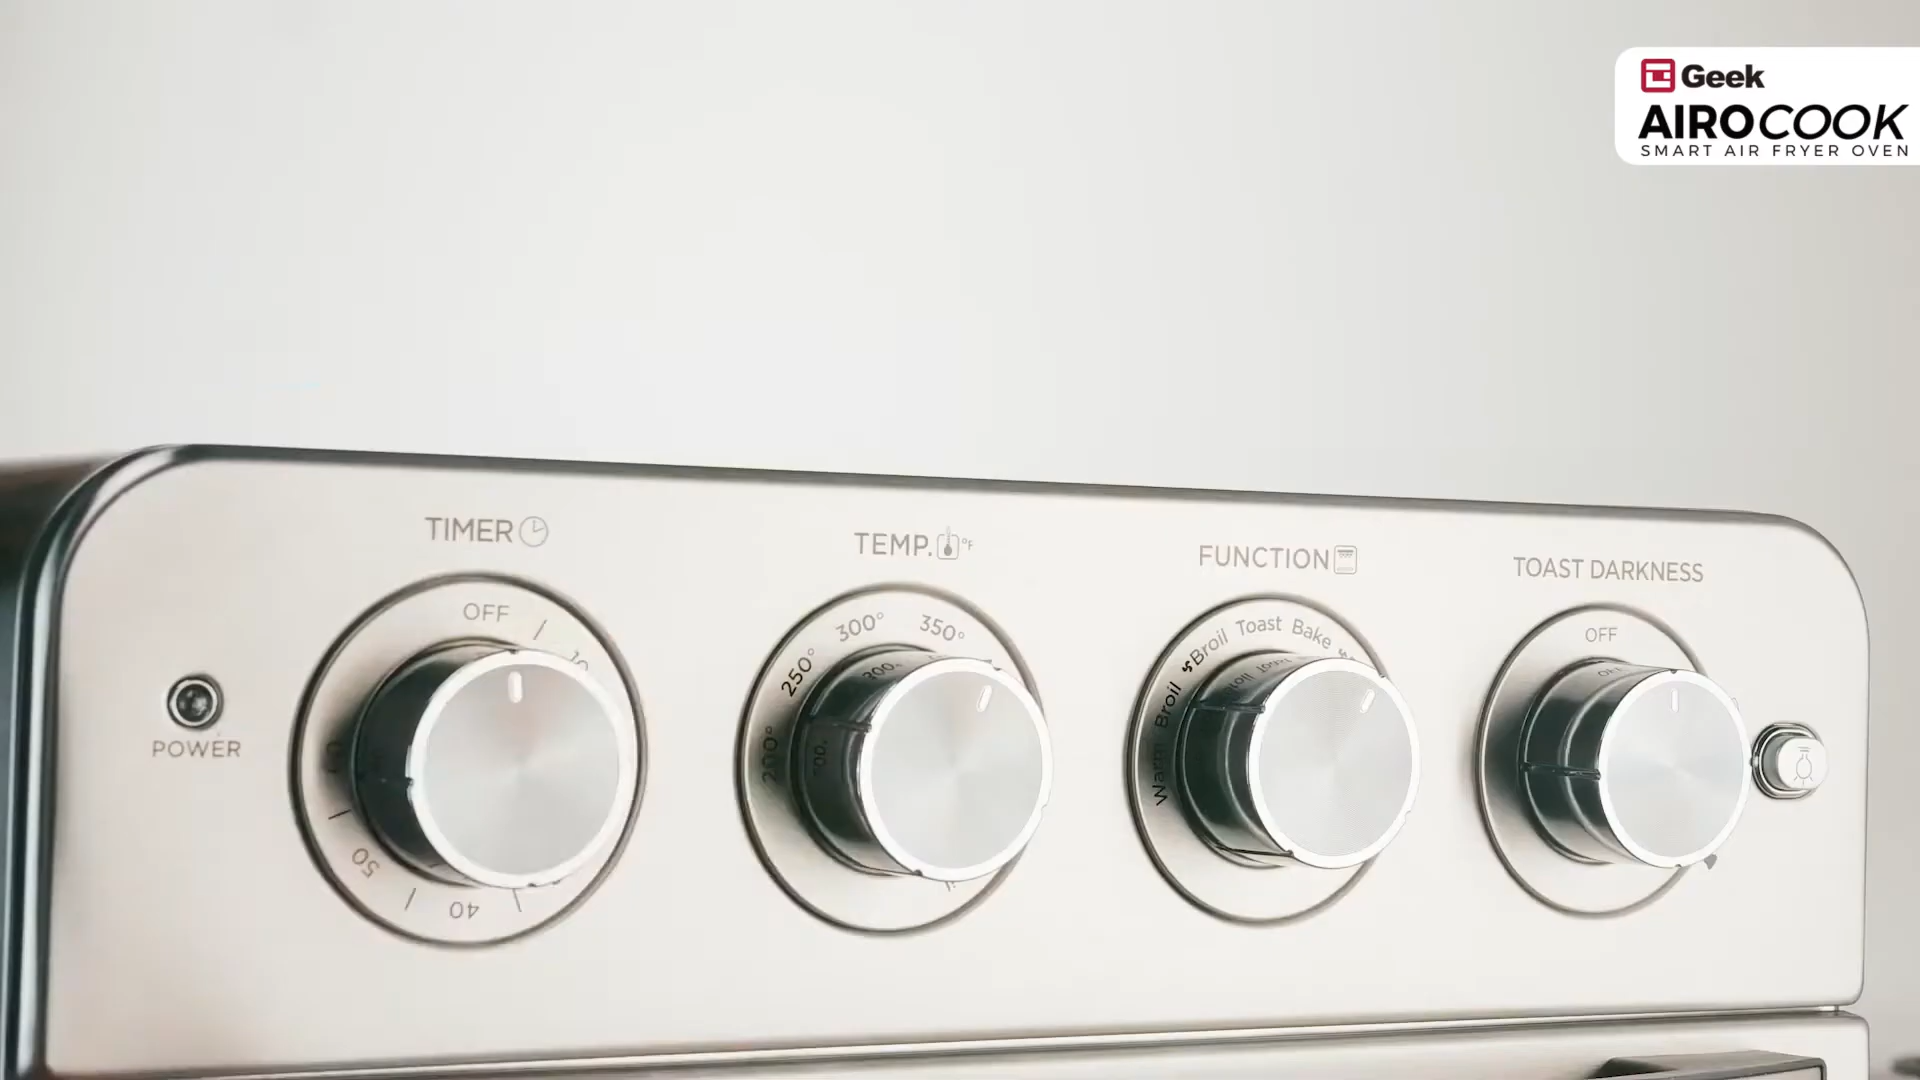 Geek
AIROCOOK
SMART AIR FRYER OVEN
TIMER
TEMP. °F
FUNCTION
TOAST DARKNESS
OFF
10
50
40
POWER
200° 250° 300° 350°
Warm Broil Broil Toast Bake
OFF